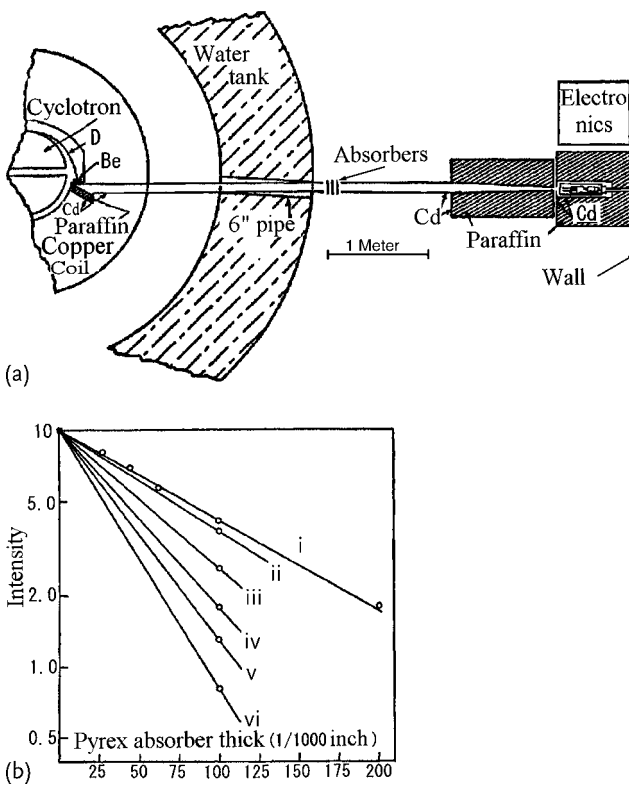 Water
tank
Cyclotron
D
Be
Cd
Paraffin
Copper
Coil
6" pipe
Absorbers
1 Meter
Cd
Paraffin
Electro
nics
Cd
Wall
(a)
10
5.0
2.0
1.0
0.5
Intensity
i
ii
iii
iv
v
vi
Pyrex absorber thick (1/1000 inch)
25 50 75 100 125 150 175 200
(b)